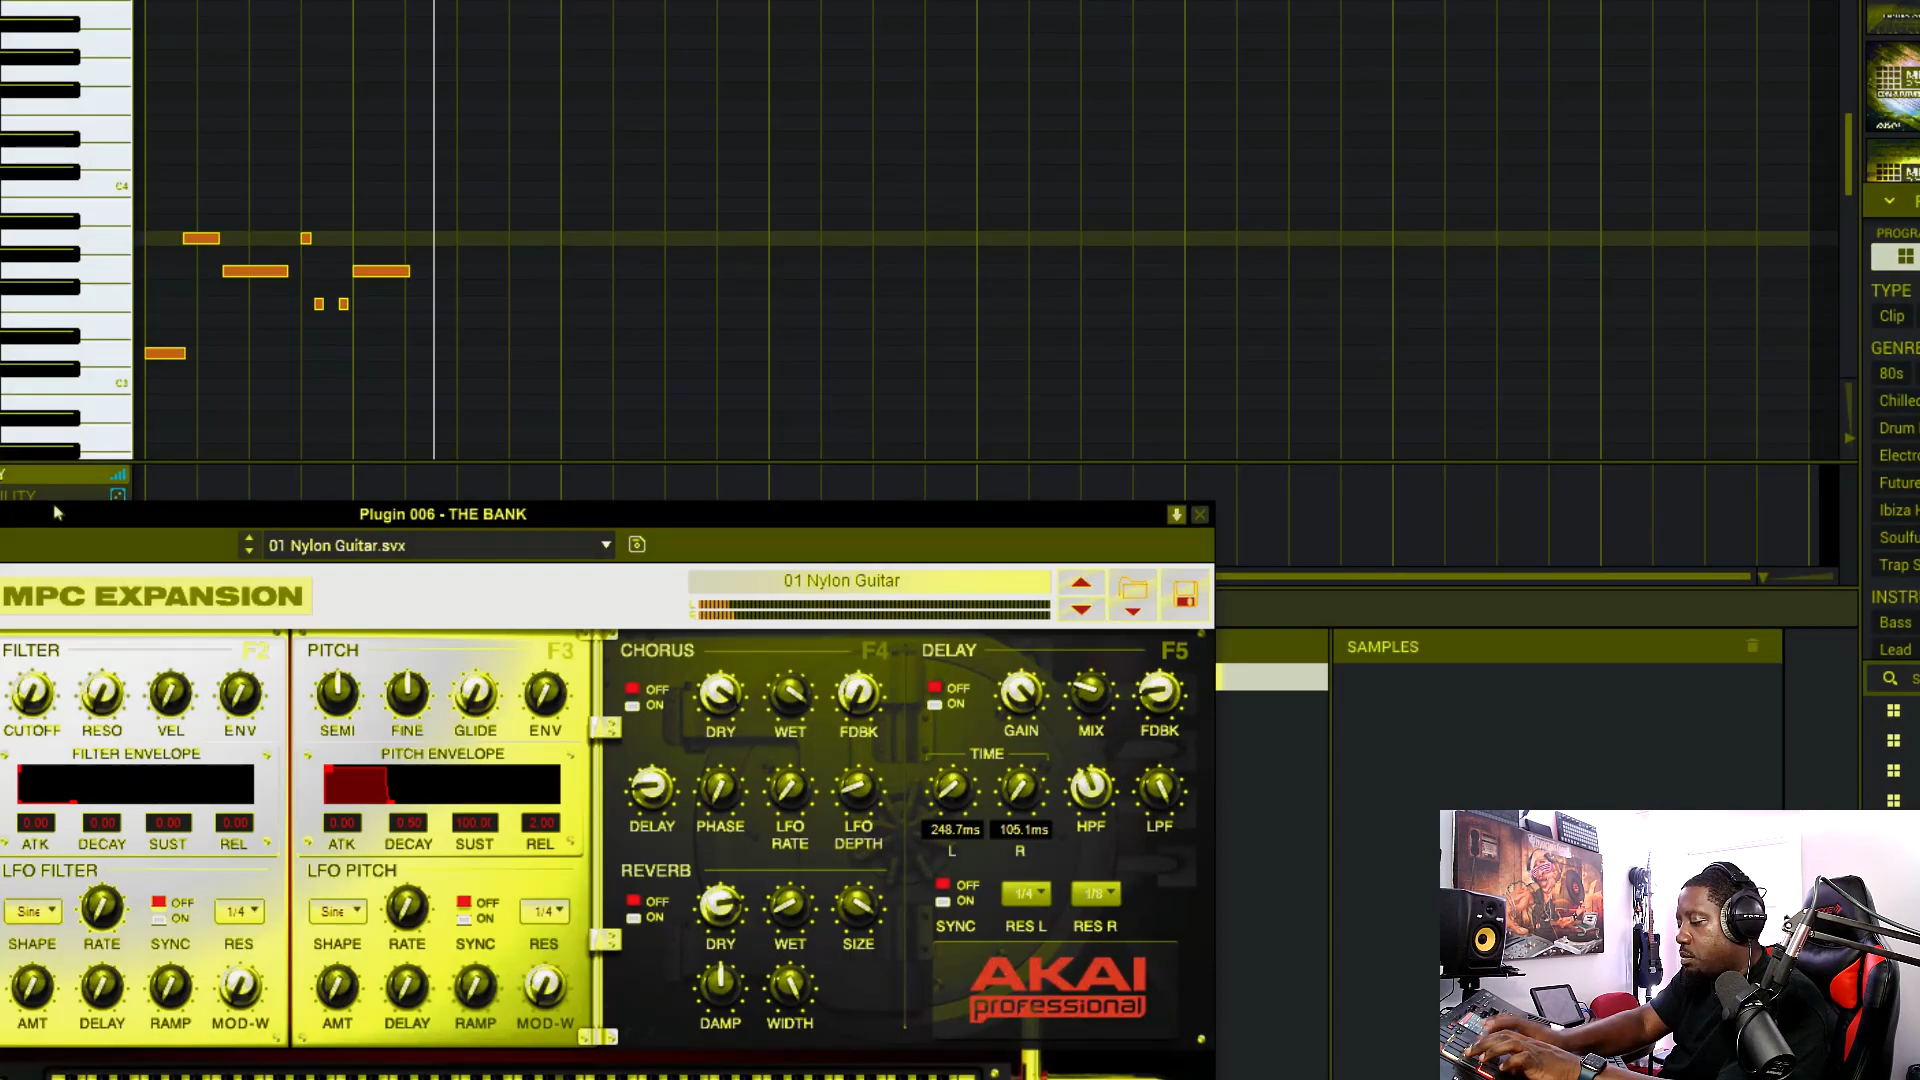 C4
C3
PROGRA
TYPE
Clip
GENRE
80s
Chilled
Drum
Electro
Future
Ibiza H
Soulfu
Trap S
INSTRU
Bass
Lead
Plugin 006 - THE BANK
01 Nylon Guitar.svx
MPC EXPANSION
01 Nylon Guitar
SAMPLES
FILTER F2
CUTOFF RESO VEL ENV
FILTER ENVELOPE
0.00 0.00 0.00 0.00
ATK DECAY SUST REL
LFO FILTER
Sine OFF ON 1/4
SHAPE RATE SYNC RES
AMT DELAY RAMP MOD-W
PITCH F3
SEMI FINE GLIDE ENV
PITCH ENVELOPE
0.00 0.50 100.00 2.00
ATK DECAY SUST REL
LFO PITCH
Sine OFF ON 1/4
SHAPE RATE SYNC RES
AMT DELAY RAMP MOD-W
CHORUS F4
OFF
ON
DRY WET FDBK
DELAY PHASE LFO RATE LFO DEPTH
REVERB
OFF
ON
DRY WET SIZE
DAMP WIDTH
DELAY F5
OFF
ON
GAIN MIX FDBK
TIME
248.7ms 105.1ms HPF LPF
L R
OFF
ON
1/4 1/8
SYNC RES L RES R
AKAI
professional